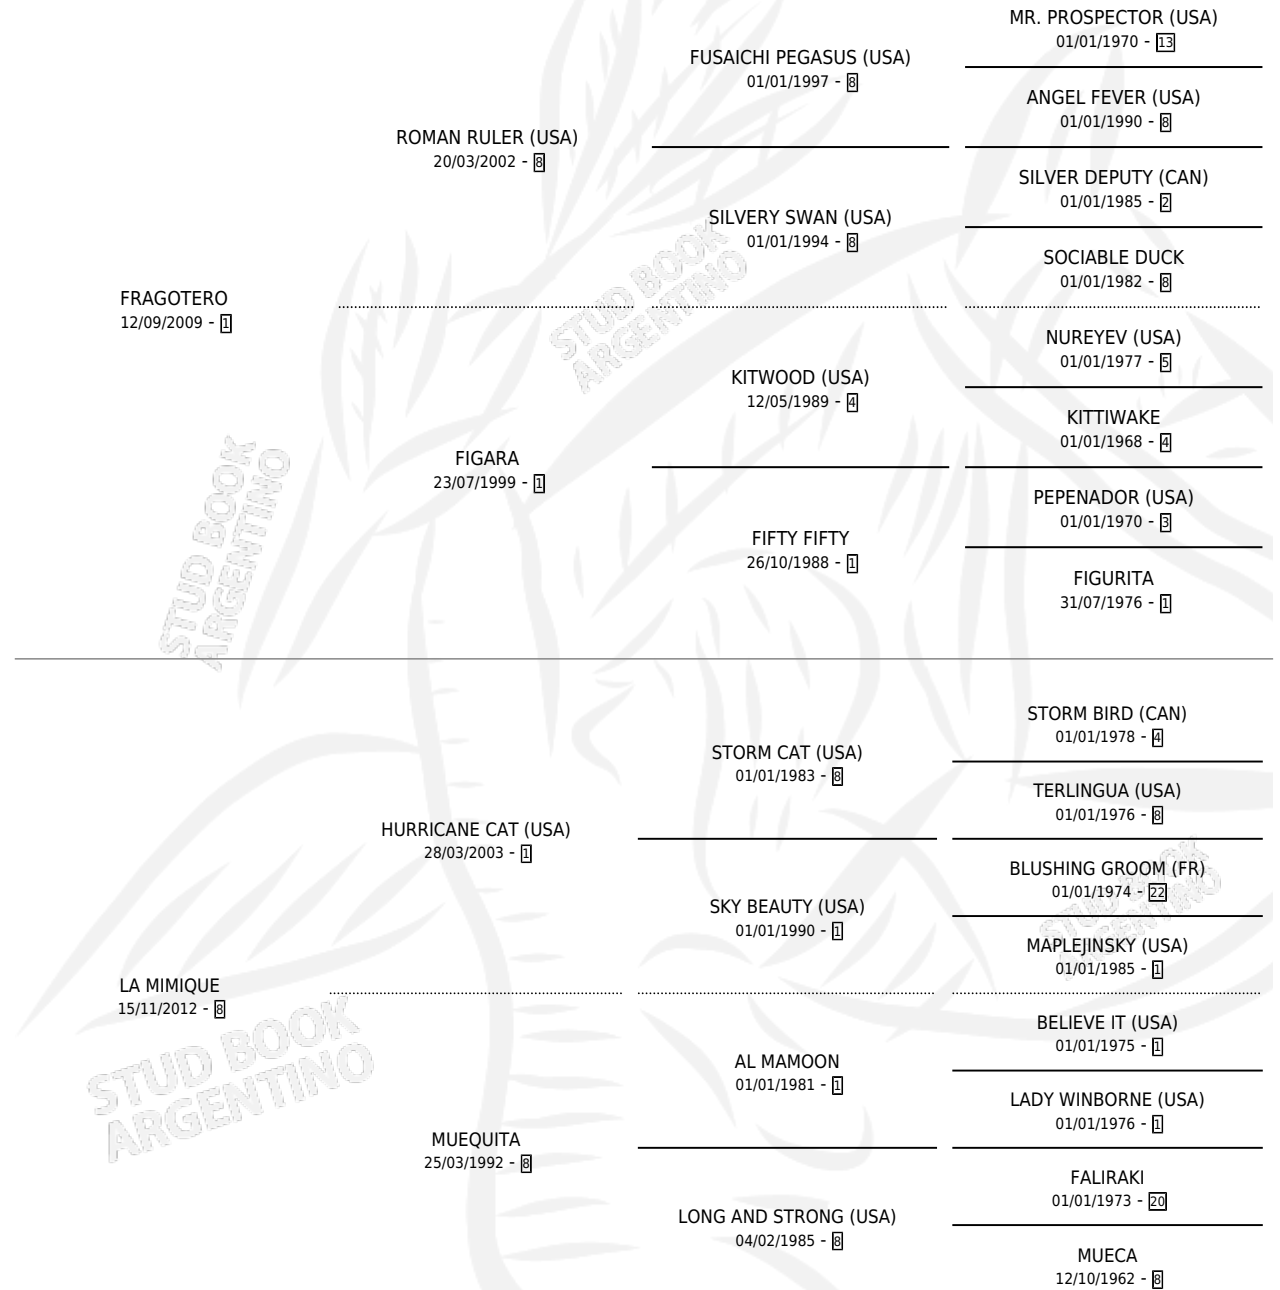 MR. PROSPECTOR (USA)
01/01/1970 - 13
FUSAICHI PEGASUS (USA)
01/01/1997 - 8
ANGEL FEVER (USA)
01/01/1990 - 8
ROMAN RULER (USA)
20/03/2002 - 8
SILVER DEPUTY (CAN)
01/01/1985 - 2
SILVERY SWAN (USA)
01/01/1994 - 8
SOCIABLE DUCK
01/01/1982 - 8
FRAGOTERO
12/09/2009 - 1
STUD BOOK
ARGENTINO
NUREYEV (USA)
01/01/1977 - 5
KITWOOD (USA)
12/05/1989 - 4
KITTIWAKE
01/01/1968 - 4
FIGARA
23/07/1999 - 1
PEPENADOR (USA)
01/01/1970 - 3
FIFTY FIFTY
26/10/1988 - 1
FIGURITA
31/07/1976 - 1
STUD BOOK
ARGENTINO
STORM BIRD (CAN)
01/01/1978 - 4
STORM CAT (USA)
01/01/1983 - 8
TERLINGUA (USA)
01/01/1976 - 8
HURRICANE CAT (USA)
28/03/2003 - 1
BLUSHING GROOM (FR)
01/01/1974 - 22
SKY BEAUTY (USA)
01/01/1990 - 1
STUD BOOK
ARGENTINO
MAPLEJINSKY (USA)
01/01/1985 - 1
LA MIMIQUE
15/11/2012 - 8
STUD BOOK
ARGENTINO
BELIEVE IT (USA)
01/01/1975 - 1
AL MAMOON
01/01/1981 - 1
LADY WINBORNE (USA)
01/01/1976 - 1
MUEQUITA
25/03/1992 - 8
FALIRAKI
01/01/1973 - 20
LONG AND STRONG (USA)
04/02/1985 - 8
MUECA
12/10/1962 - 8